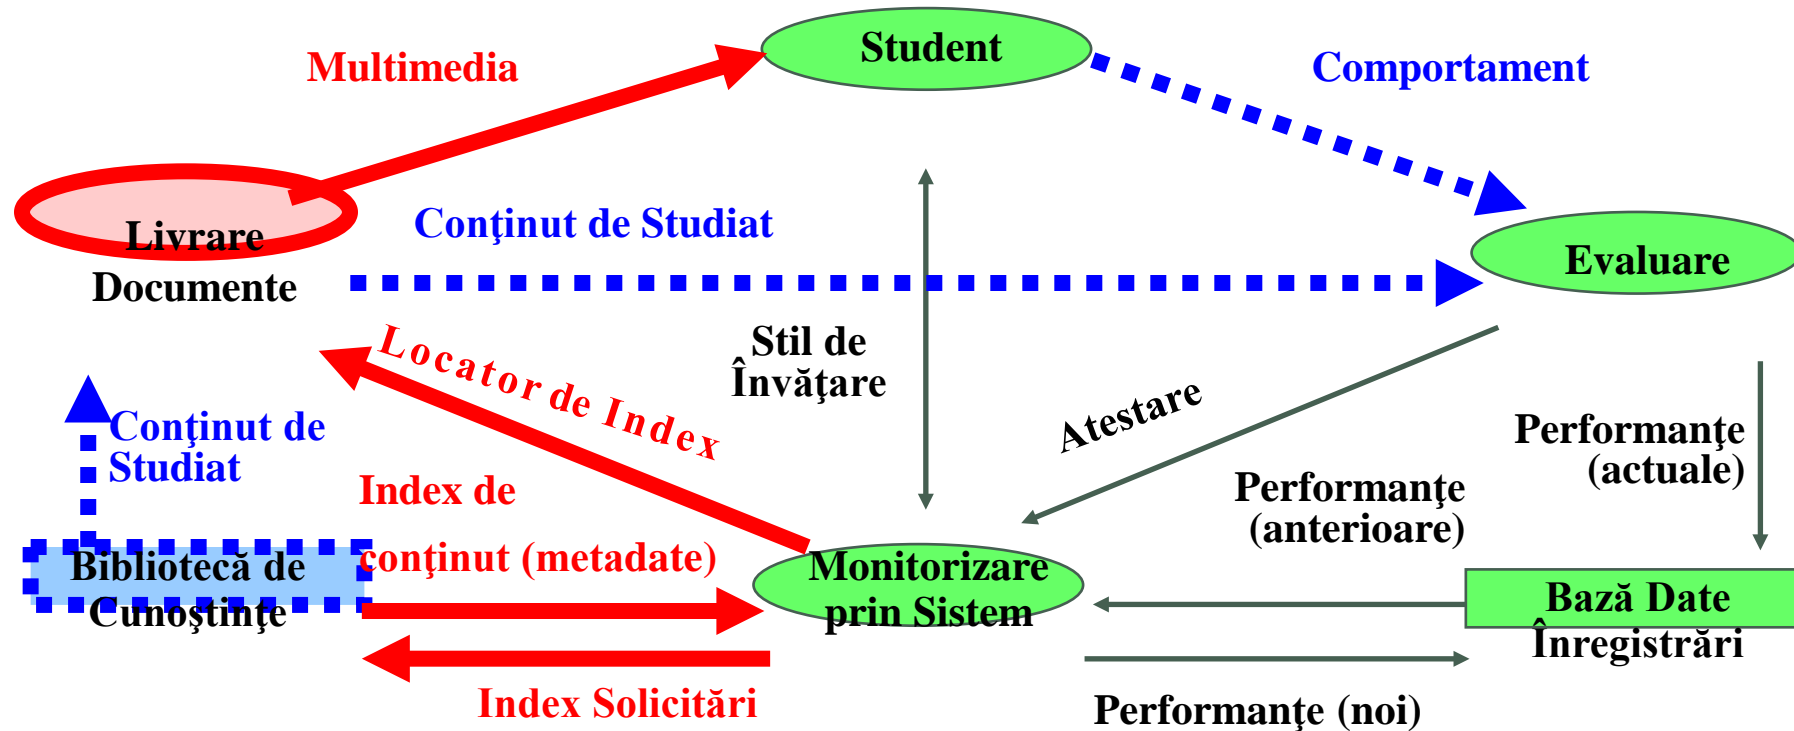 Student
Multimedia
Comportament
Livrare
Documente
Conţinut de Studiat
Evaluare
Locator de Index
Stil de
Învăţare
Atestare
Conţinut de
Studiat
Performanţe
(actuale)
Index de
conţinut (metadate)
Performanţe
(anterioare)
Bibliotecă de
Cunoştinţe
Monitorizare
prin Sistem
Bază Date
Înregistrări
Index Solicitări
Performanţe (noi)